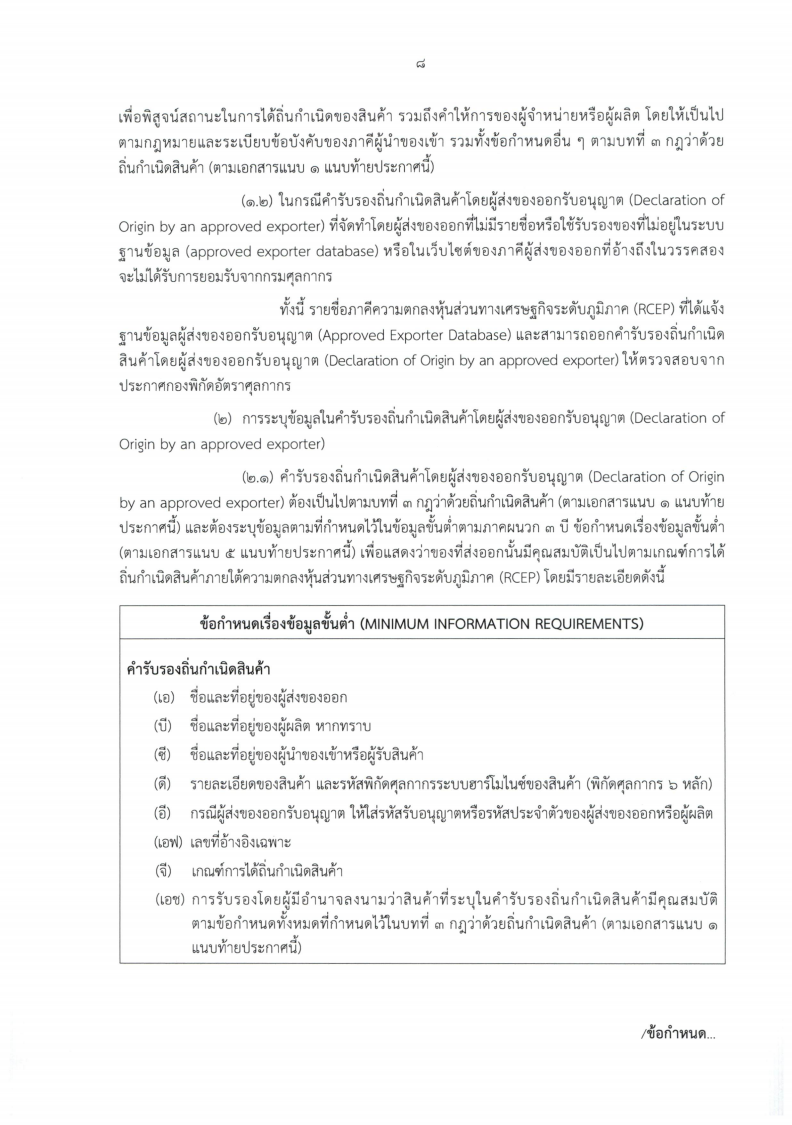 ๘
เพื่อพิสูจน์สถานะในการได้ถิ่นกำเนิดของสินค้า รวมถึงคำให้การของผู้จำหน่ายหรือผู้ผลิต โดยให้เป็นไป
ตามกฎหมายและระเบียบข้อบังคับของภาคีผู้นำของเข้า รวมทั้งข้อกำหนดอื่น ๆ ตามบทที่ ๓ กฎว่าด้วย
ถิ่นกำเนิดสินค้า (ตามเอกสารแนบ ๑ แนบท้ายประกาศนี้)
(๑.๒) ในกรณีคำรับรองถิ่นกำเนิดสินค้าโดยผู้ส่งของออกรับอนุญาต (Declaration of
Origin by an approved exporter) ที่จัดทำโดยผู้ส่งของออกที่ไม่มีรายชื่อหรือใช้รับรองของที่ไม่อยู่ในระบบ
ฐานข้อมูล (approved exporter database) หรือในเว็บไซต์ของภาคีผู้ส่งของออกที่อ้างถึงในวรรคสอง
จะไม่ได้รับการยอมรับจากกรมศุลกากร
ทั้งนี้ รายชื่อภาคีความตกลงหุ้นส่วนทางเศรษฐกิจระดับภูมิภาค (RCEP) ที่ได้แจ้ง
ฐานข้อมูลผู้ส่งของออกรับอนุญาต (Approved Exporter Database) และสามารถออกคำรับรองถิ่นกำเนิด
สินค้าโดยผู้ส่งของออกรับอนุญาต (Declaration of Origin by an approved exporter) ให้ตรวจสอบจาก
ประกาศกองพิกัดอัตราศุลกากร
(๒) การระบุข้อมูลในคำรับรองถิ่นกำเนิดสินค้าโดยผู้ส่งของออกรับอนุญาต (Declaration of
Origin by an approved exporter)
(๒.๑) คำรับรองถิ่นกำเนิดสินค้าโดยผู้ส่งของออกรับอนุญาต (Declaration of Origin
by an approved exporter) ต้องเป็นไปตามบทที่ ๓ กฎว่าด้วยถิ่นกำเนิดสินค้า (ตามเอกสารแนบ ๑ แนบท้าย
ประกาศนี้) และต้องระบุข้อมูลตามที่กำหนดไว้ในข้อมูลขั้นต่ำตามภาคผนวก ๓ บี ข้อกำหนดเรื่องข้อมูลขั้นต่ำ
(ตามเอกสารแนบ ๕ แนบท้ายประกาศนี้) เพื่อแสดงว่าของที่ส่งออกนั้นมีคุณสมบัติเป็นไปตามเกณฑ์การได้
ถิ่นกำเนิดสินค้าภายใต้ความตกลงหุ้นส่วนทางเศรษฐกิจระดับภูมิภาค (RCEP) โดยมีรายละเอียดดังนี้
ข้อกำหนดเรื่องข้อมูลขั้นต่ำ (MINIMUM INFORMATION REQUIREMENTS)
คำรับรองถิ่นกำเนิดสินค้า
(เอ) ชื่อและที่อยู่ของผู้ส่งของออก
(บี) ชื่อและที่อยู่ของผู้ผลิต หากทราบ
(ซี) ชื่อและที่อยู่ของผู้นำของเข้าหรือผู้รับสินค้า
(ดี) รายละเอียดของสินค้า และรหัสพิกัดศุลกากรระบบฮาร์โมไนซ์ของสินค้า (พิกัดศุลกากร ๖ หลัก)
(อี) กรณีผู้ส่งของออกรับอนุญาต ให้ใส่รหัสรับอนุญาตหรือรหัสประจำตัวของผู้ส่งของออกหรือผู้ผลิต
(เอฟ) เลขที่อ้างอิงเฉพาะ
(จี) เกณฑ์การได้ถิ่นกำเนิดสินค้า
(เอช) การรับรองโดยผู้มีอำนาจลงนามว่าสินค้าที่ระบุในคำรับรองถิ่นกำเนิดสินค้ามีคุณสมบัติ
ตามข้อกำหนดทั้งหมดที่กำหนดไว้ในบทที่ ๓ กฎว่าด้วยถิ่นกำเนิดสินค้า (ตามเอกสารแนบ ๑
แนบท้ายประกาศนี้)
/ข้อกำหนด...